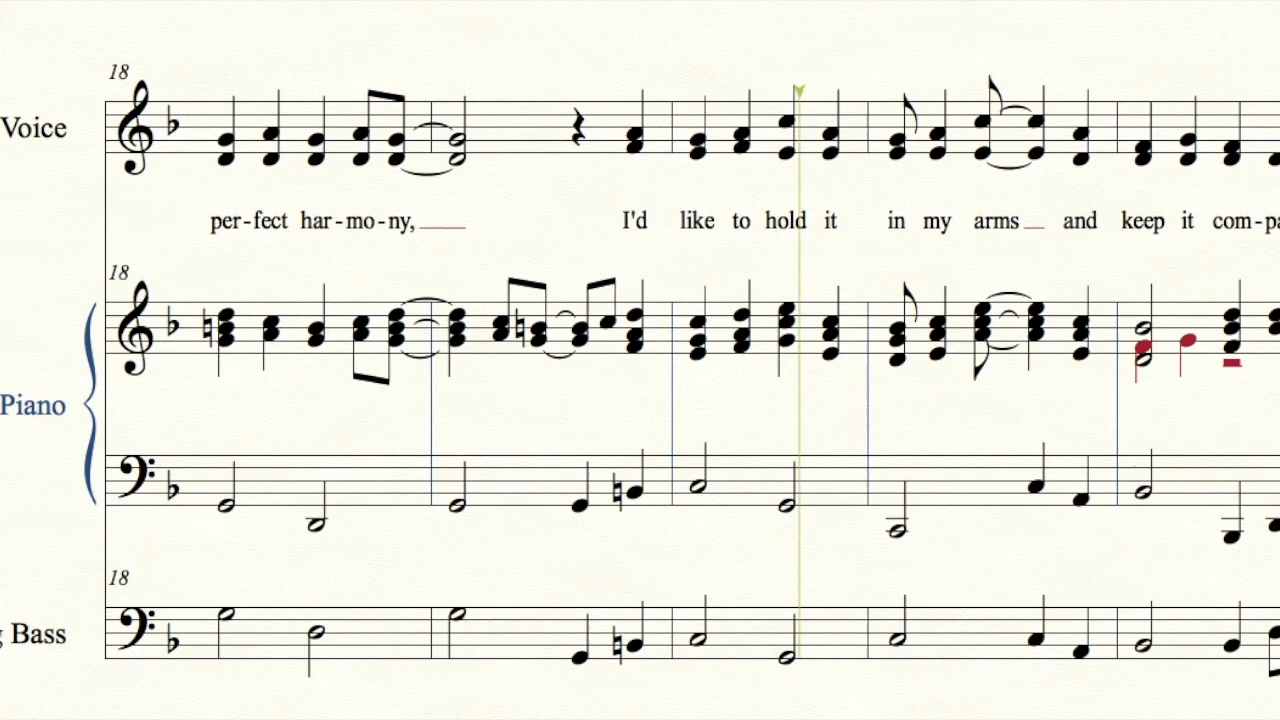 18
Voice
per-fect har-mo-ny, I'd like to hold it in my arms and keep it com-pa
18
Piano
18
g Bass